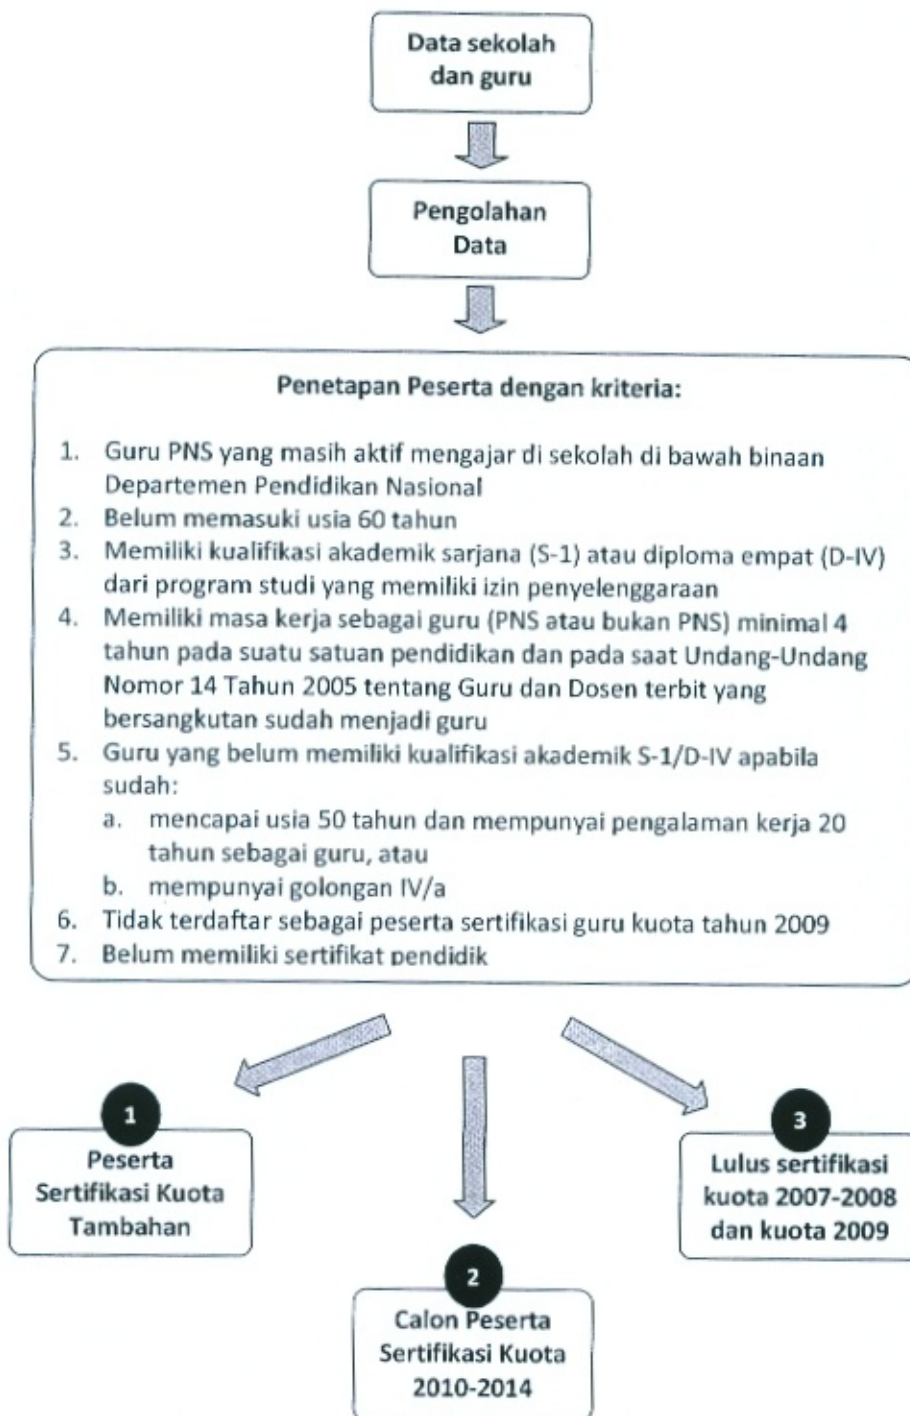 Data sekolah
dan guru
Pengolahan
Data
Penetapan Peserta dengan kriteria:
1. Guru PNS yang masih aktif mengajar di sekolah di bawah binaan
Departemen Pendidikan Nasional
2. Belum memasuki usia 60 tahun
3. Memiliki kualifikasi akademik sarjana (S-1) atau diploma empat (D-IV)
dari program studi yang memiliki izin penyelenggaraan
4. Memiliki masa kerja sebagai guru (PNS atau bukan PNS) minimal 4
tahun pada suatu satuan pendidikan dan pada saat Undang-Undang
Nomor 14 Tahun 2005 tentang Guru dan Dosen terbit yang
bersangkutan sudah menjadi guru
5. Guru yang belum memiliki kualifikasi akademik S-1/D-IV apabila
sudah:
a. mencapai usia 50 tahun dan mempunyai pengalaman kerja 20
tahun sebagai guru, atau
b. mempunyai golongan IV/a
6. Tidak terdaftar sebagai peserta sertifikasi guru kuota tahun 2009
7. Belum memiliki sertifikat pendidik
1
Peserta
Sertifikasi Kuota
Tambahan
3
Lulus sertifikasi
kuota 2007-2008
dan kuota 2009
2
Calon Peserta
Sertifikasi Kuota
2010-2014